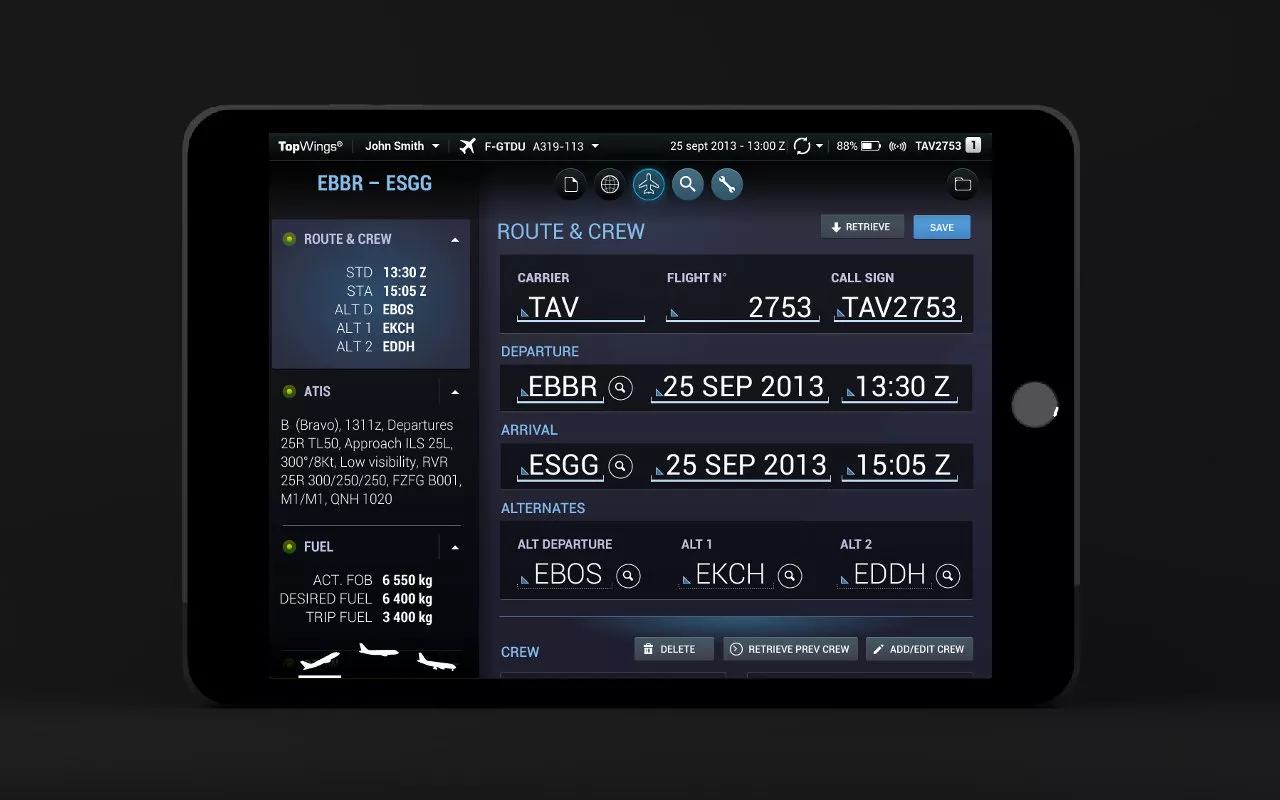 TopWings® John Smith F-GTDU A319-113 25 sept 2013 - 13:00 Z 88% TAV2753 1
EBBR – ESGG
ROUTE & CREW
STD 13:30 Z
STA 15:05 Z
ALT D EBOS
ALT 1 EKCH
ALT 2 EDDH
ATIS
B (Bravo), 1311z, Departures
25R TL50, Approach ILS 25L,
300°/8Kt, Low visibility, RVR
25R 300/250/250, FZFG B001,
M1/M1, QNH 1020
FUEL
ACT. FOB 6 550 kg
DESIRED FUEL 6 400 kg
TRIP FUEL 3 400 kg
ROUTE & CREW RETRIEVE SAVE
CARRIER FLIGHT N° CALL SIGN
TAV 2753 TAV2753
DEPARTURE
EBBR 25 SEP 2013 13:30 Z
ARRIVAL
ESGG 25 SEP 2013 15:05 Z
ALTERNATES
ALT DEPARTURE ALT 1 ALT 2
EBOS EKCH EDDH
CREW DELETE RETRIEVE PREV CREW ADD/EDIT CREW